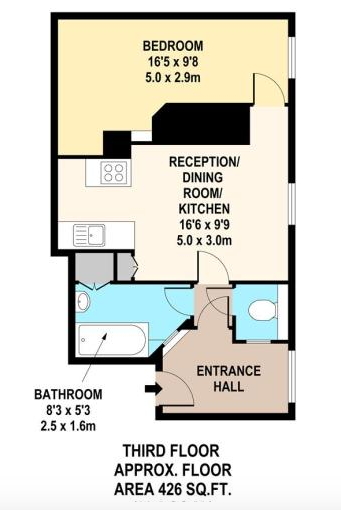 BEDROOM
16'5 x 9'8
5.0 x 2.9m
RECEPTION/
DINING
ROOM/
KITCHEN
16'6 x 9'9
5.0 x 3.0m
ENTRANCE
HALL
BATHROOM
8'3 x 5'3
2.5 x 1.6m
THIRD FLOOR
APPROX. FLOOR
AREA 426 SQ.FT.